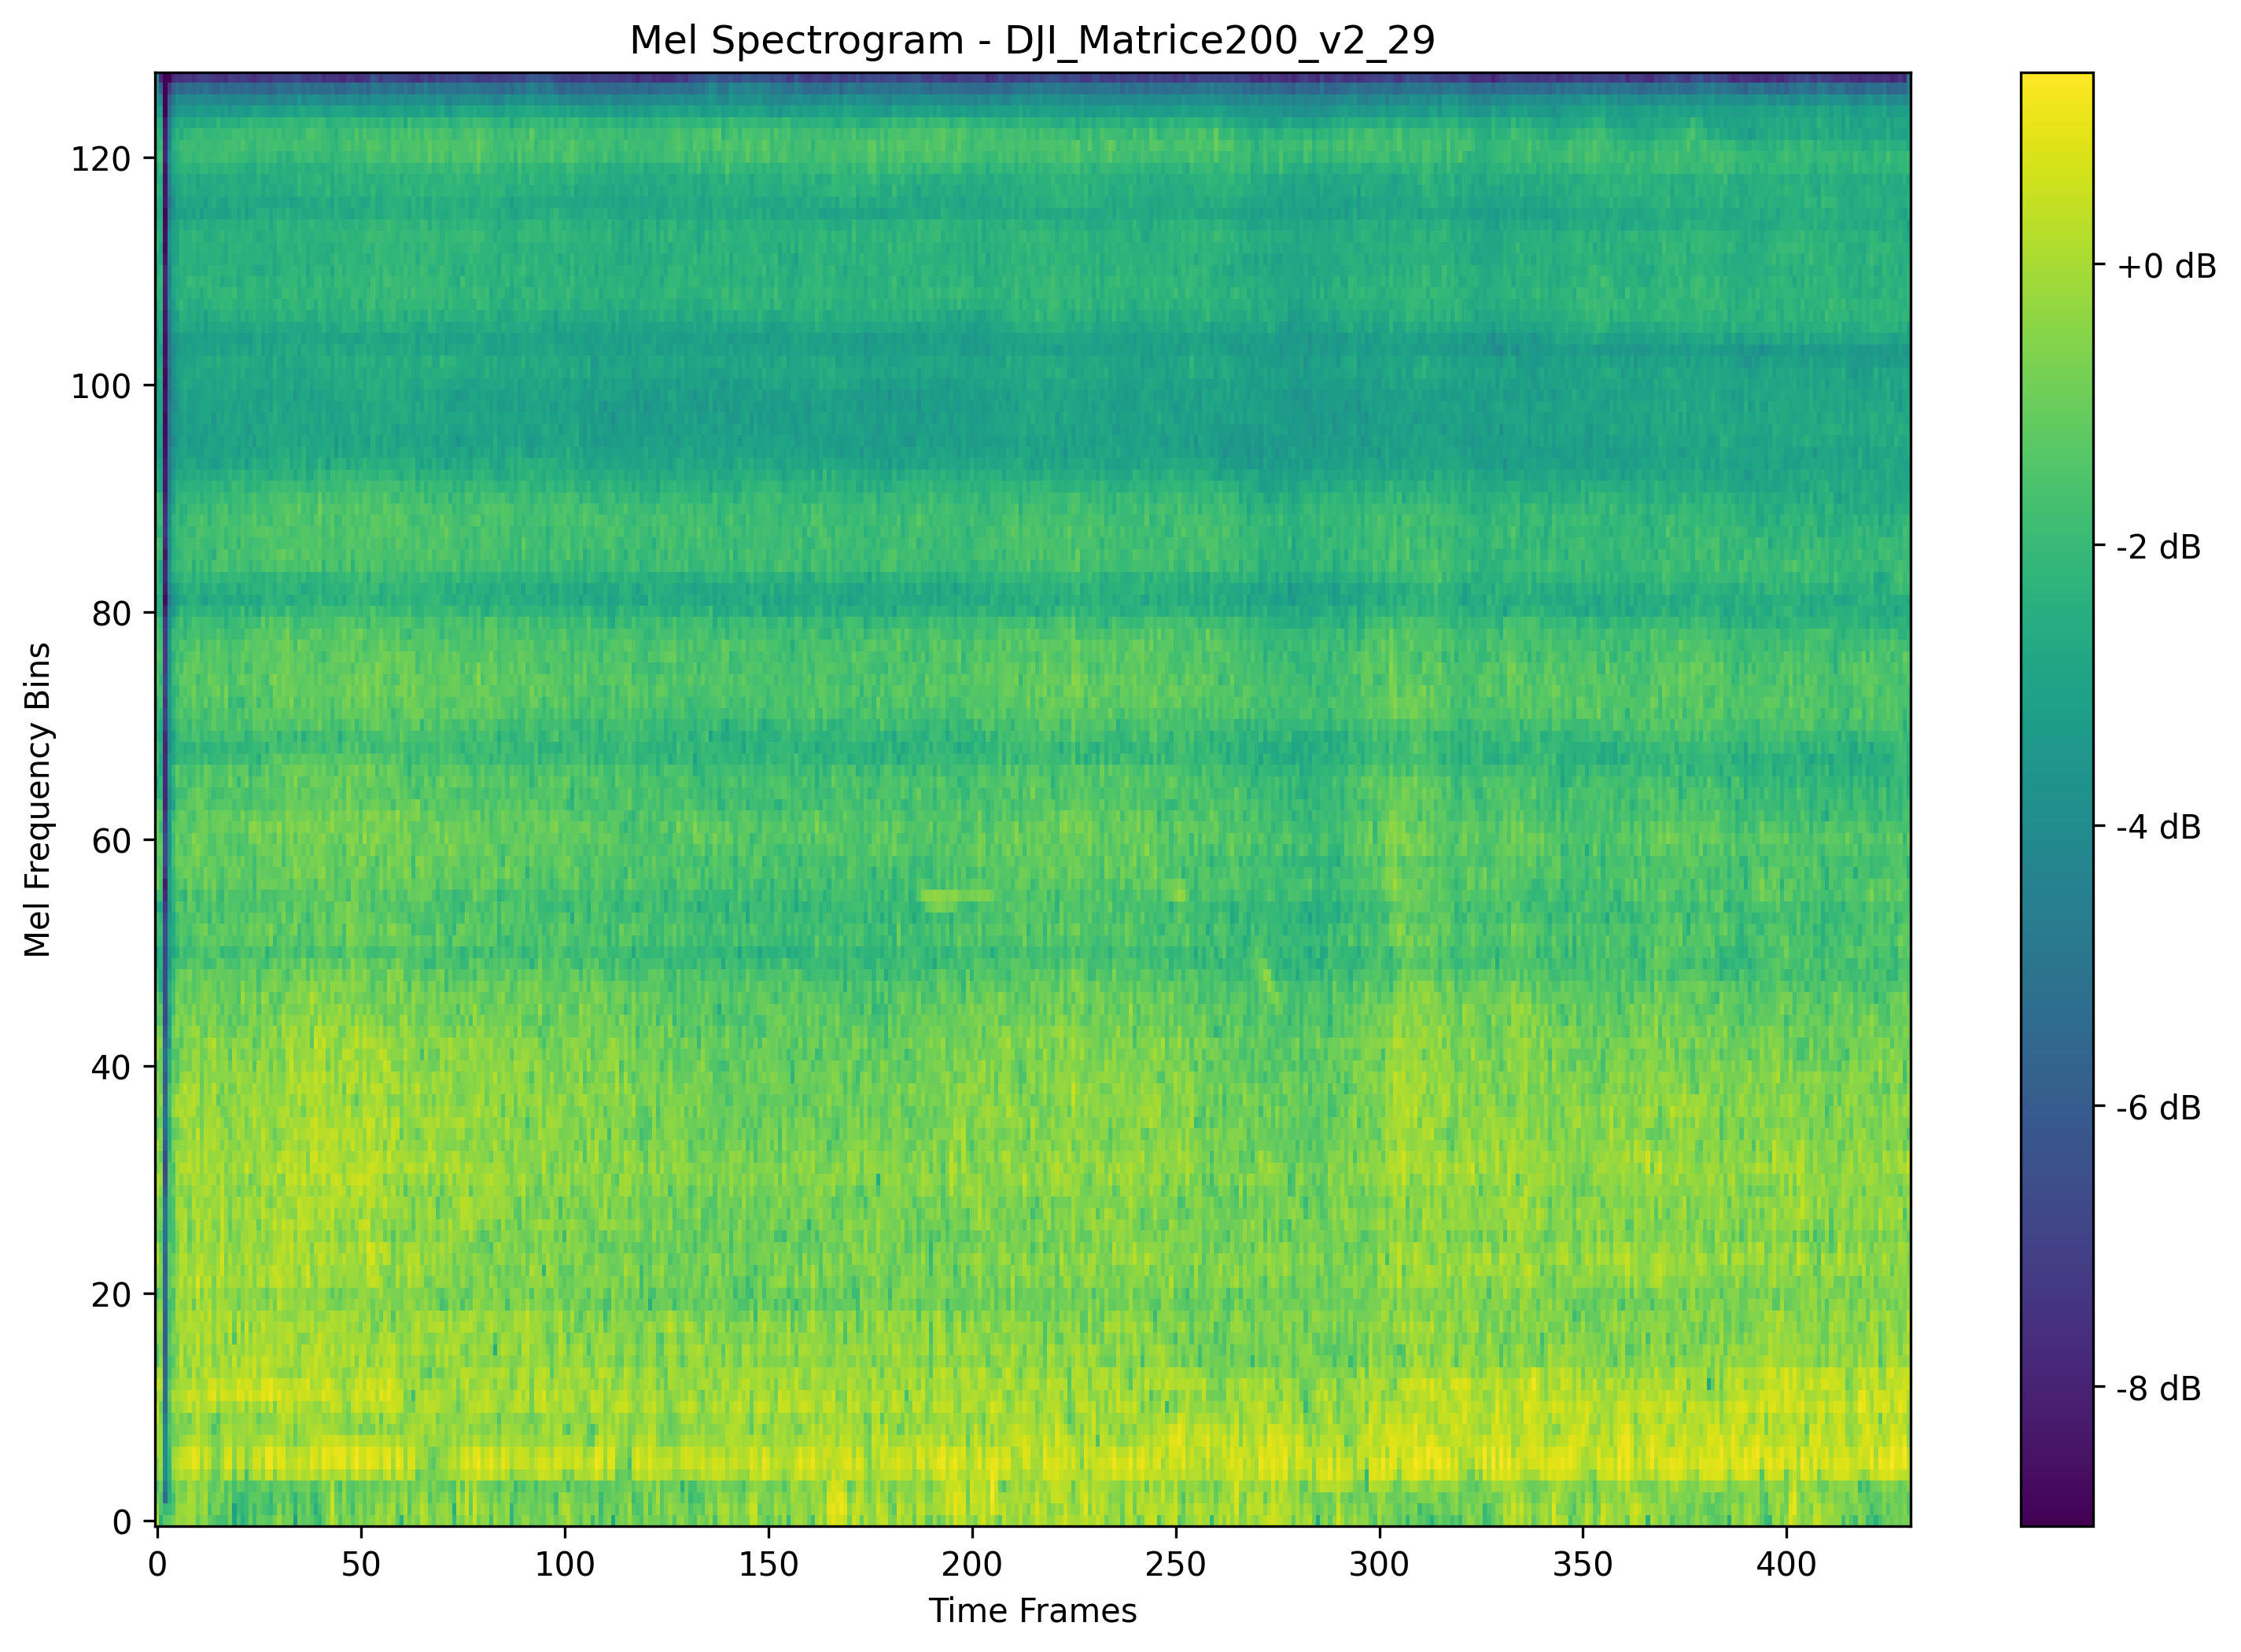 Mel Spectrogram - DJI_Matrice200_v2_29
Mel Frequency Bins
120
100
80
60
40
20
0
0 50 100 150 200 250 300 350 400
Time Frames
+0 dB
-2 dB
-4 dB
-6 dB
-8 dB